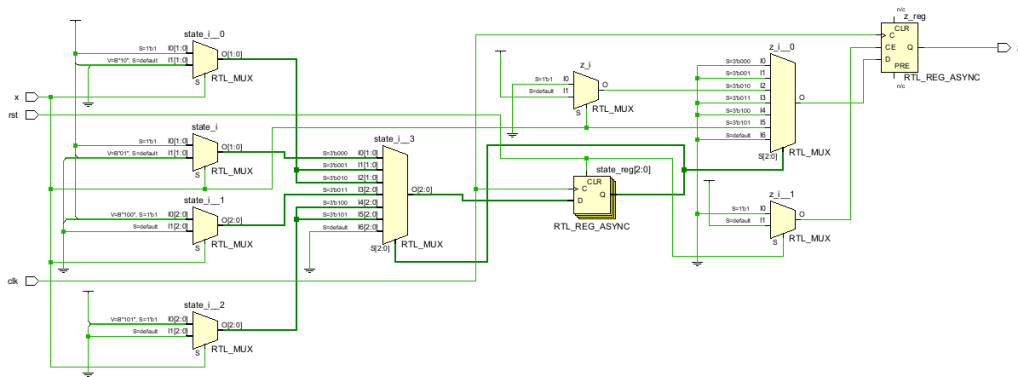 x
rst
clk
state_i__0
S=1'b1 I0[1:0]
V=B"10", S=default I1[1:0]
O[1:0]
S
RTL_MUX
state_i
S=1'b1 I0[1:0]
V=B"01", S=default I1[1:0]
O[1:0]
S
RTL_MUX
state_i__1
V=B"100", S=1'b1 I0[2:0]
S=default I1[2:0]
O[2:0]
S
RTL_MUX
state_i__2
V=B"101", S=1'b1 I0[2:0]
S=default I1[2:0]
O[2:0]
S
RTL_MUX
state_i__3
S=3'b000 I0[1:0]
S=3'b001 I1[1:0]
S=3'b010 I2[1:0]
S=3'b011 I3[2:0]
S=3'b100 I4[2:0]
S=3'b101 I5[2:0]
S=default I6[2:0]
O[2:0]
S[2:0]
RTL_MUX
z_i
S=1'b1 I0
S=default I1
O
S
RTL_MUX
state_reg[2:0]
CLR
C
D
Q
RTL_REG_ASYNC
z_i__0
S=3'b000 I0
S=3'b001 I1
S=3'b010 I2
S=3'b011 I3
S=3'b100 I4
S=3'b101 I5
S=default I6
O
S[2:0]
RTL_MUX
z_i__1
S=1'b1 I0
S=default I1
O
S
RTL_MUX
n/c
z_reg
CLR
C
CE
D
Q
PRE
RTL_REG_ASYNC
n/c